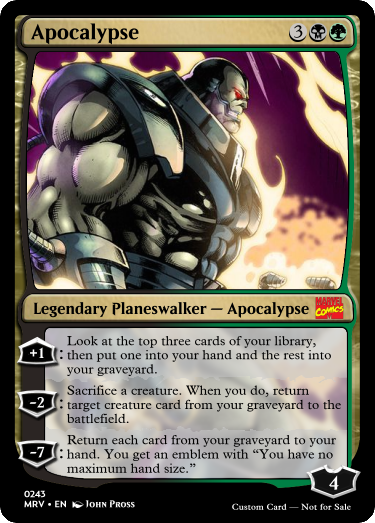 Apocalypse 3
Legendary Planeswalker — Apocalypse MARVEL COMICS
+1: Look at the top three cards of your library,
then put one into your hand and the rest into
your graveyard.
-2: Sacrifice a creature. When you do, return
target creature card from your graveyard to the
battlefield.
-7: Return each card from your graveyard to your
hand. You get an emblem with “You have no
maximum hand size.”
4
0243
MRV • EN John Pross
Custom Card — Not for Sale